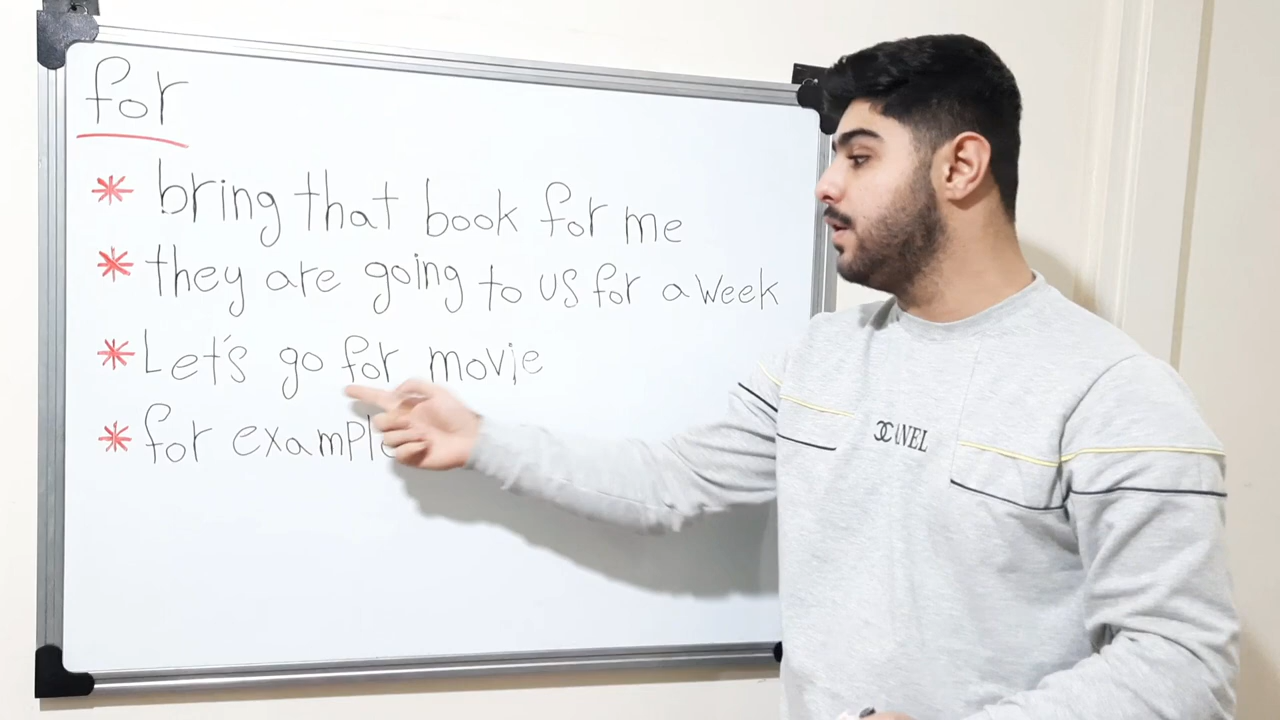 for
* bring that book for me
* they are going to us for a week
* Let's go for movie
* for example